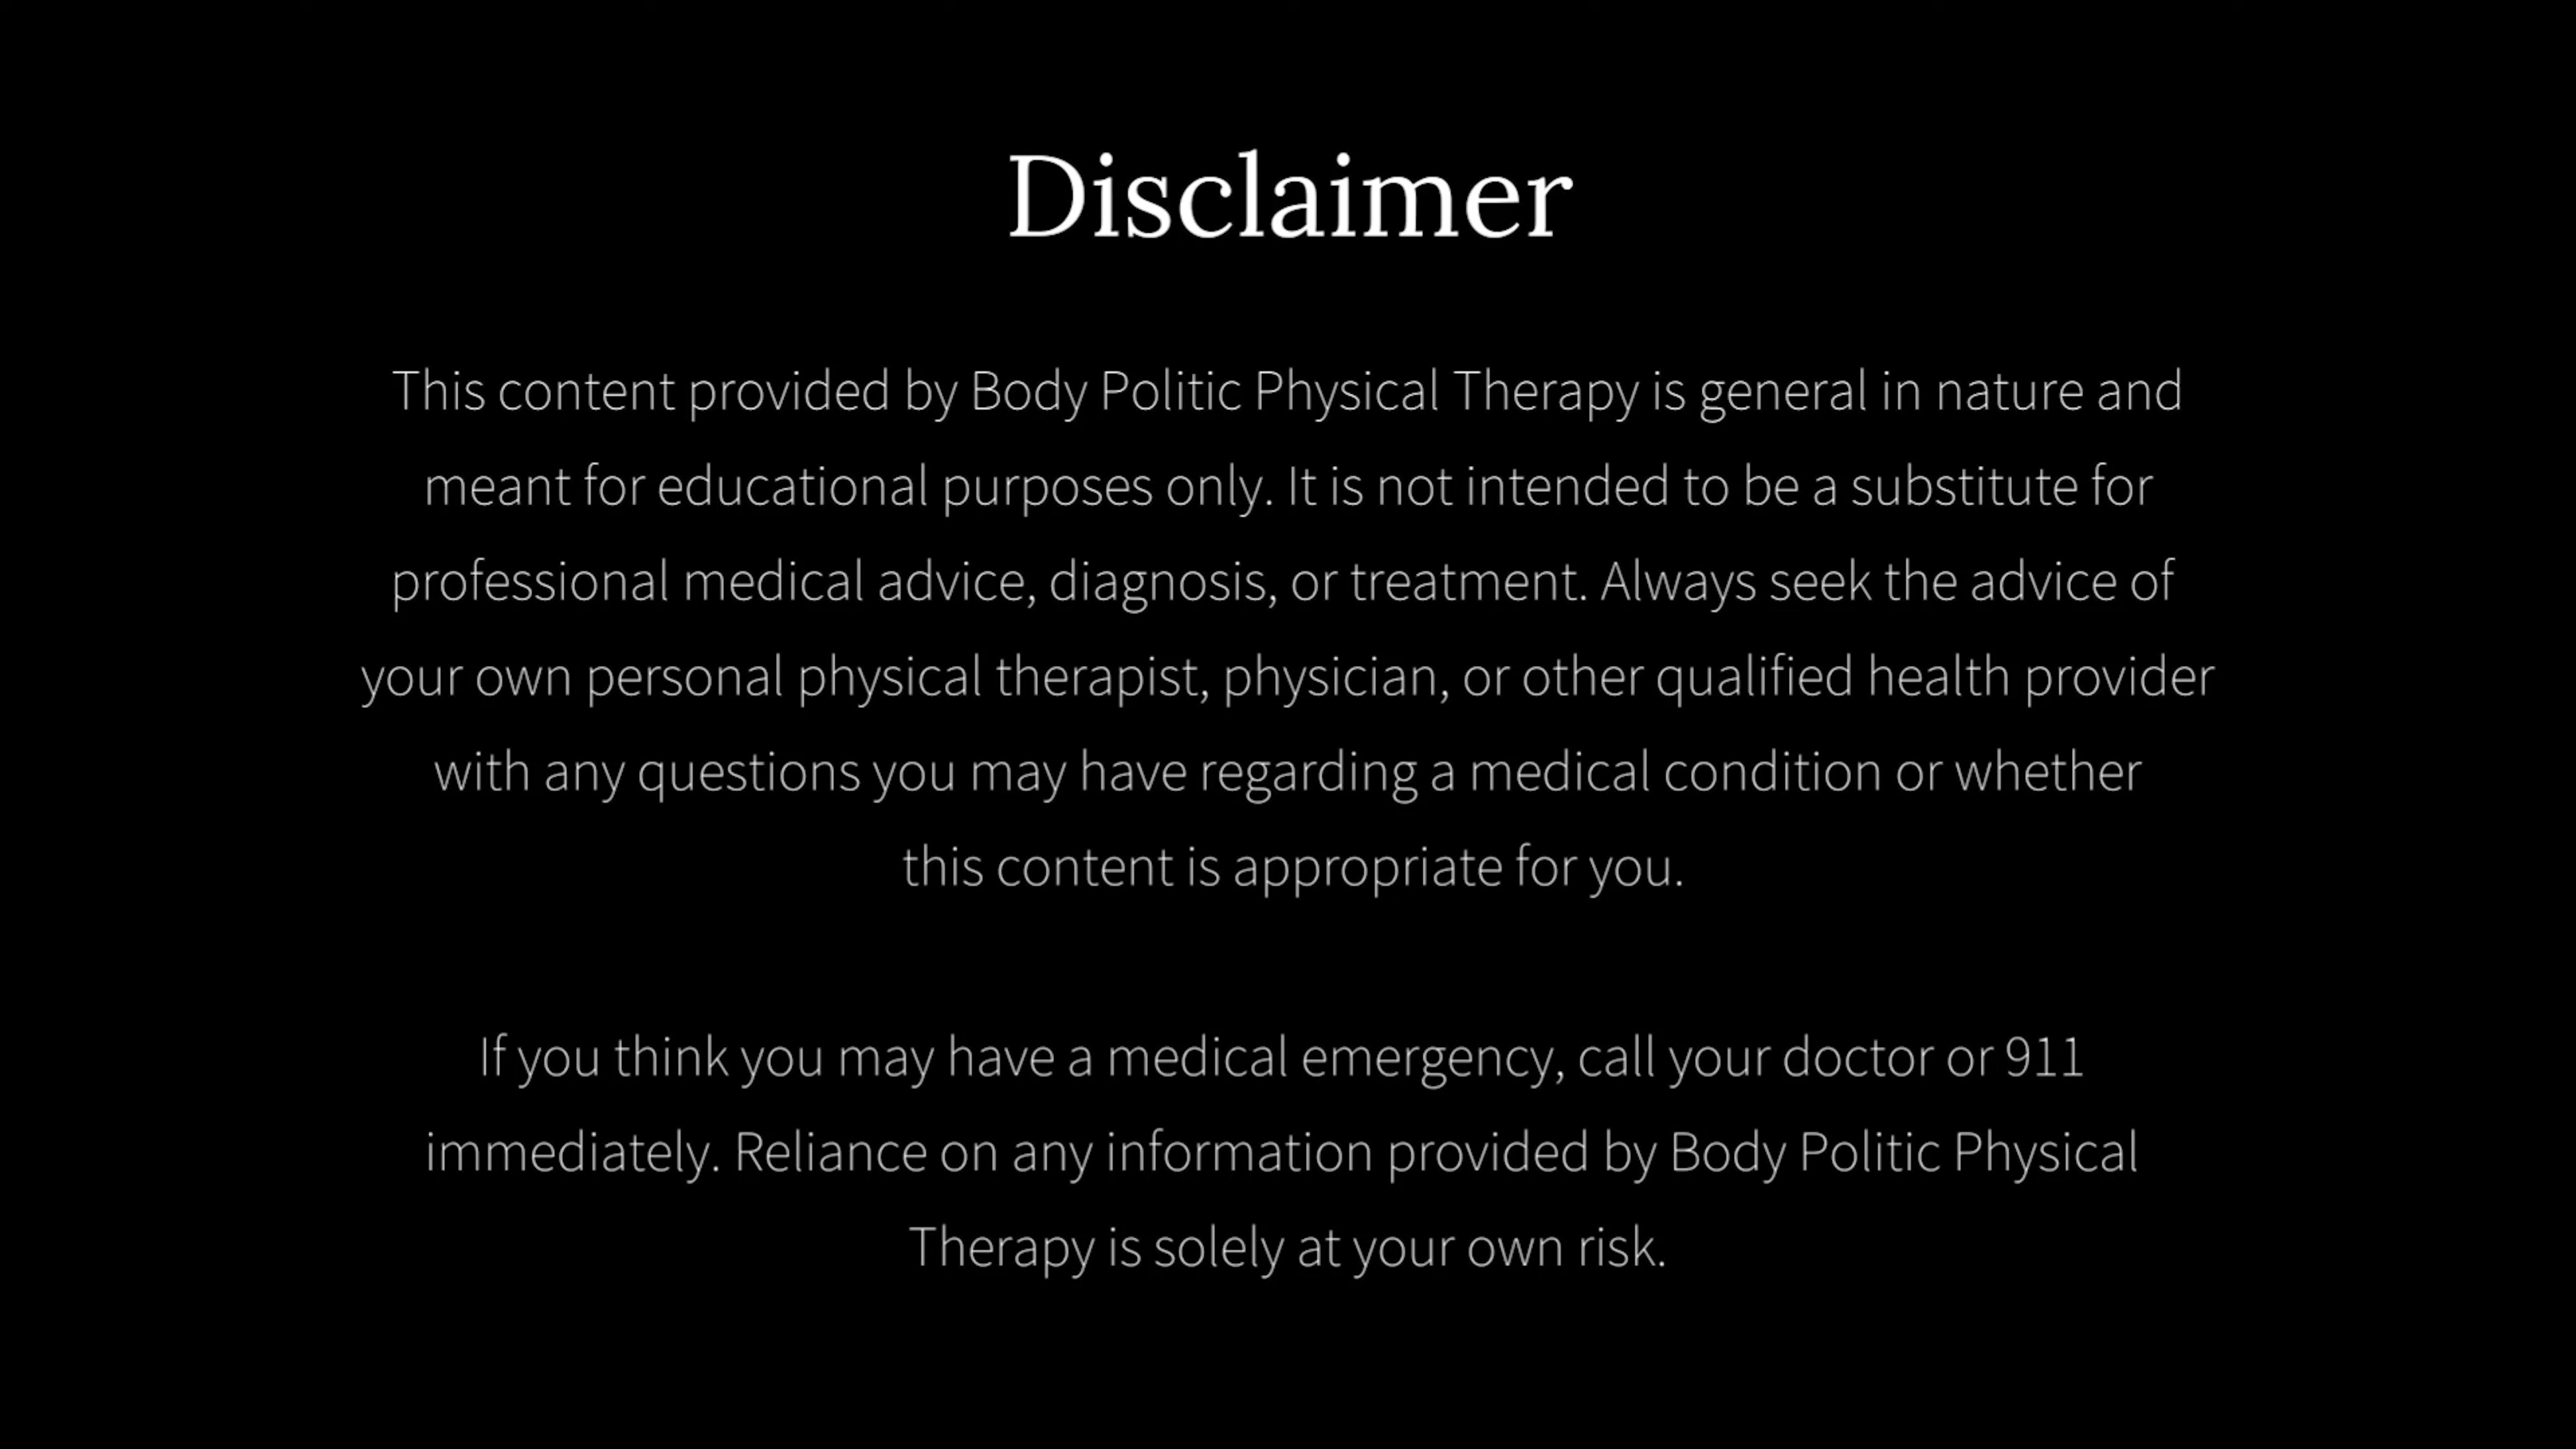 Disclaimer
This content provided by Body Politic Physical Therapy is general in nature and
meant for educational purposes only. It is not intended to be a substitute for
professional medical advice, diagnosis, or treatment. Always seek the advice of
your own personal physical therapist, physician, or other qualified health provider
with any questions you may have regarding a medical condition or whether
this content is appropriate for you.
If you think you may have a medical emergency, call your doctor or 911
immediately. Reliance on any information provided by Body Politic Physical
Therapy is solely at your own risk.